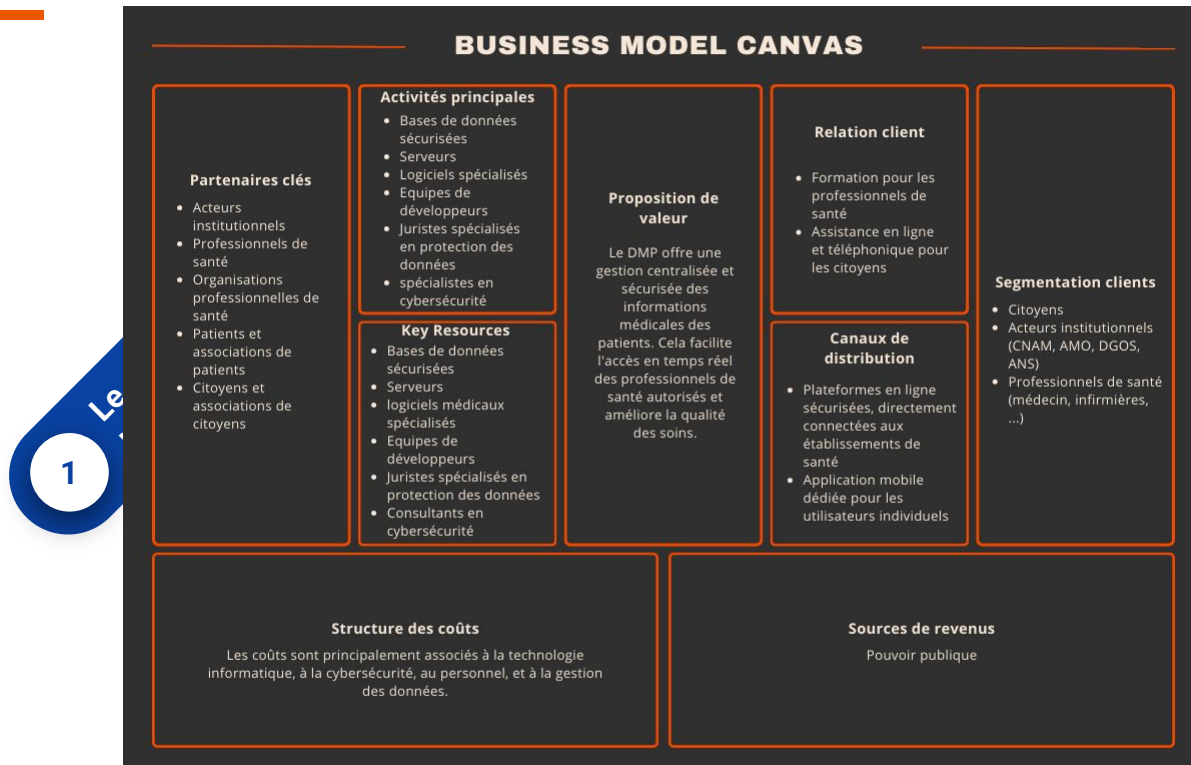 BUSINESS MODEL CANVAS
Partenaires clés
• Acteurs
institutionnels
• Professionnels de
santé
• Organisations
professionnelles de
santé
• Patients et
associations de
patients
• Citoyens et
associations de
citoyens
Activités principales
• Bases de données
sécurisées
• Serveurs
• Logiciels spécialisés
• Equipes de
développeurs
• Juristes spécialisés
en protection des
données
• spécialistes en
cybersécurité
Key Resources
• Bases de données
sécurisées
• Serveurs
• logiciels médicaux
spécialisés
• Equipes de
développeurs
• Juristes spécialisés en
protection des données
• Consultants en
cybersécurité
Proposition de
valeur
Le DMP offre une
gestion centralisée et
sécurisée des
informations
médicales des
patients. Cela facilite
l'accès en temps réel
des professionnels de
santé autorisés et
améliore la qualité
des soins.
Relation client
• Formation pour les
professionnels de
santé
• Assistance en ligne
et téléphonique pour
les citoyens
Canaux de
distribution
• Plateformes en ligne
sécurisées, directement
connectées aux
établissements de
santé
• Application mobile
dédiée pour les
utilisateurs individuels
Segmentation clients
• Citoyens
• Acteurs institutionnels
(CNAM, AMO, DGOS,
ANS)
• Professionnels de santé
(médecin, infirmières,
...)
Le
1
Structure des coûts
Les coûts sont principalement associés à la technologie
informatique, à la cybersécurité, au personnel, et à la gestion
des données.
Sources de revenus
Pouvoir publique